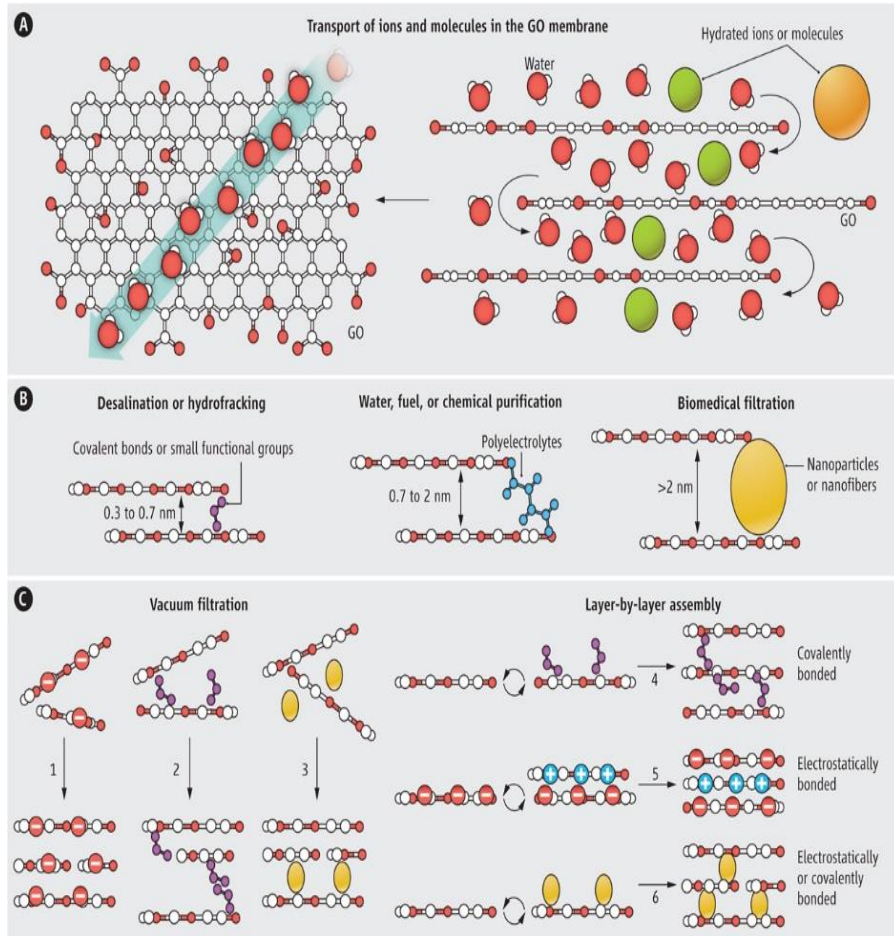 A
Transport of ions and molecules in the GO membrane
Hydrated ions or molecules
Water
GO
GO
B
Desalination or hydrofracking
Covalent bonds or small functional groups
0.3 to 0.7 nm
Water, fuel, or chemical purification
Polyelectrolytes
0.7 to 2 nm
Biomedical filtration
>2 nm
Nanoparticles
or nanofibers
C
Vacuum filtration
1
2
3
Layer-by-layer assembly
4
Covalently
bonded
5
Electrostatically
bonded
6
Electrostatically
or covalently
bonded